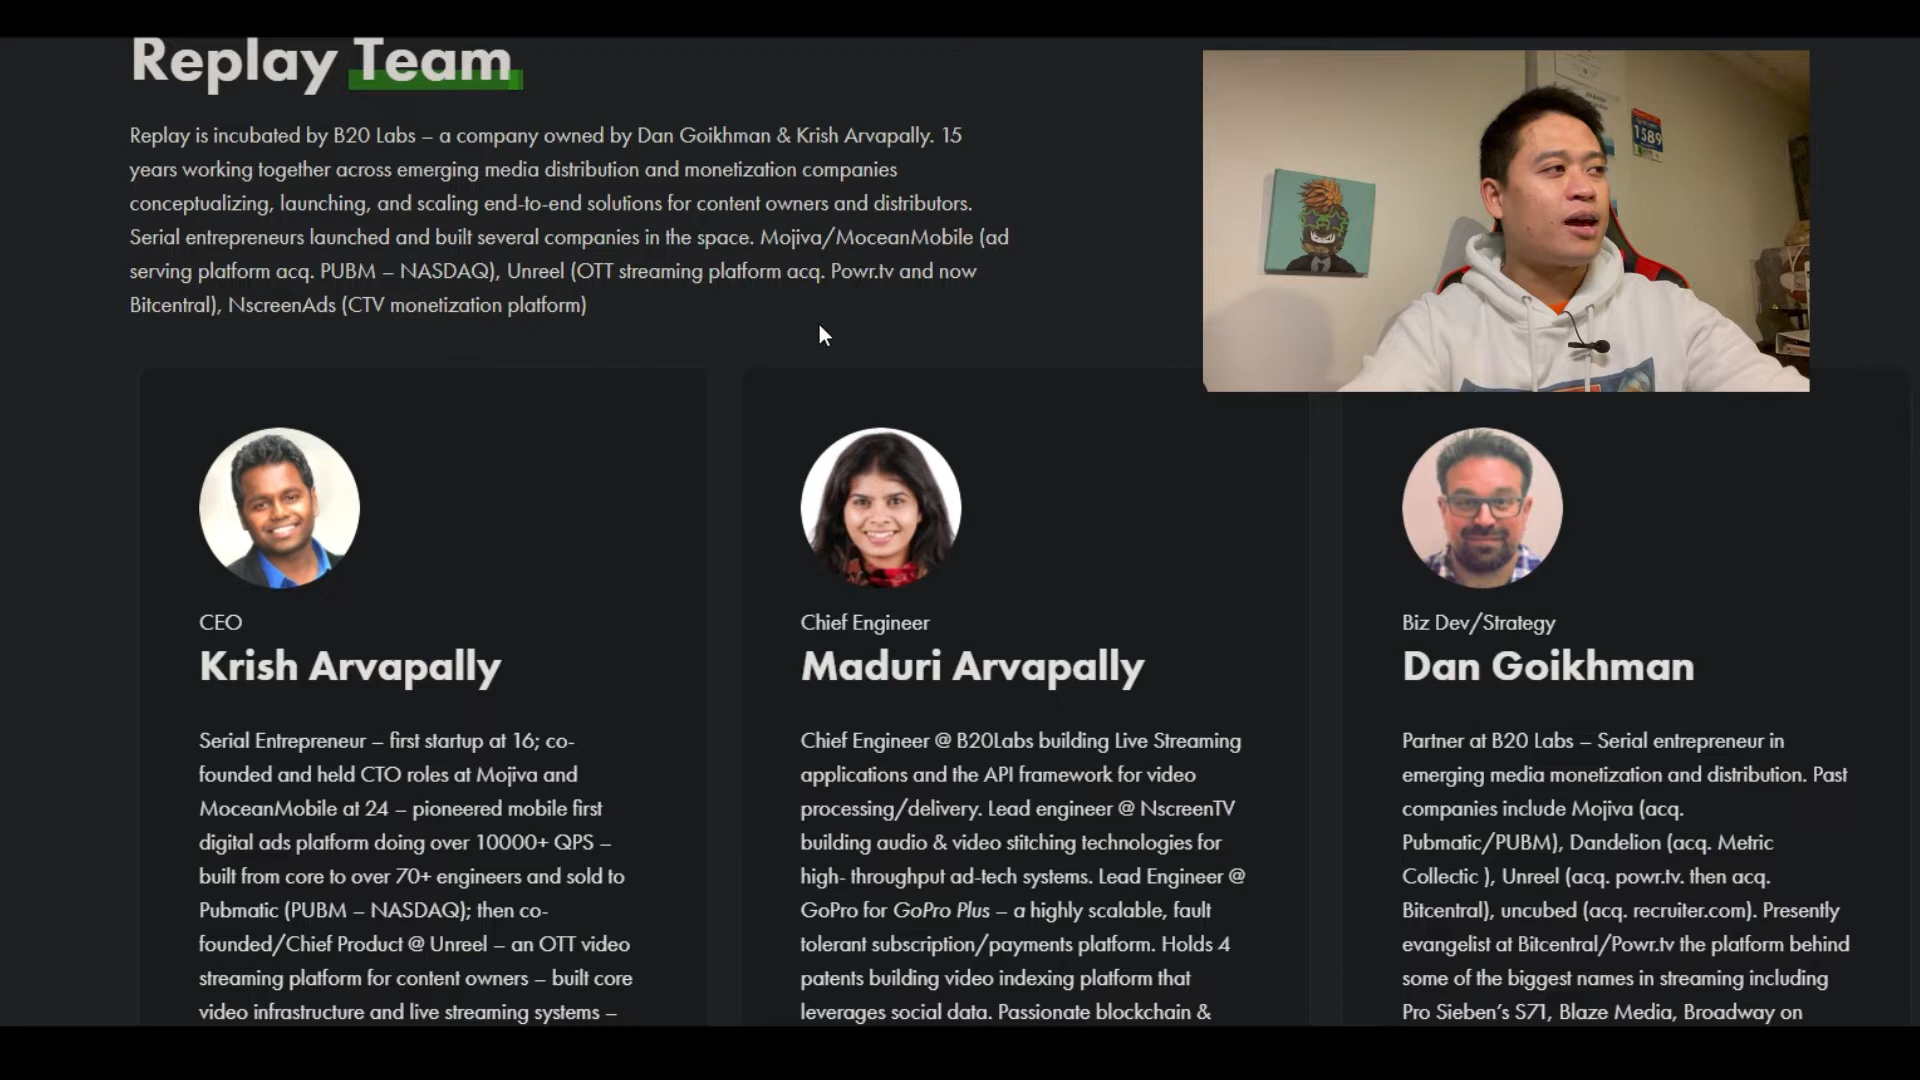 Replay Team
Replay is incubated by B20 Labs – a company owned by Dan Goikhman & Krish Arvapally. 15
years working together across emerging media distribution and monetization companies
conceptualizing, launching, and scaling end-to-end solutions for content owners and distributors.
Serial entrepreneurs launched and built several companies in the space. Mojiva/MoceanMobile (ad
serving platform acq. PUBM – NASDAQ), Unreel (OTT streaming platform acq. Powr.tv and now
Bitcentral), NscreenAds (CTV monetization platform)
1589
CEO
Krish Arvapally
Serial Entrepreneur – first startup at 16; co-
founded and held CTO roles at Mojiva and
MoceanMobile at 24 – pioneered mobile first
digital ads platform doing over 10000+ QPS –
built from core to over 70+ engineers and sold to
Pubmatic (PUBM – NASDAQ); then co-
founded/Chief Product @ Unreel – an OTT video
streaming platform for content owners – built core
video infrastructure and live streaming systems –
Chief Engineer
Maduri Arvapally
Chief Engineer @ B20Labs building Live Streaming
applications and the API framework for video
processing/delivery. Lead engineer @ NscreenTV
building audio & video stitching technologies for
high- throughput ad-tech systems. Lead Engineer @
GoPro for GoPro Plus – a highly scalable, fault
tolerant subscription/payments platform. Holds 4
patents building video indexing platform that
leverages social data. Passionate blockchain &
Biz Dev/Strategy
Dan Goikhman
Partner at B20 Labs – Serial entrepreneur in
emerging media monetization and distribution. Past
companies include Mojiva (acq.
Pubmatic/PUBM), Dandelion (acq. Metric
Collectic ), Unreel (acq. powr.tv. then acq.
Bitcentral), uncubed (acq. recruiter.com). Presently
evangelist at Bitcentral/Powr.tv the platform behind
some of the biggest names in streaming including
Pro Sieben's S71, Blaze Media, Broadway on